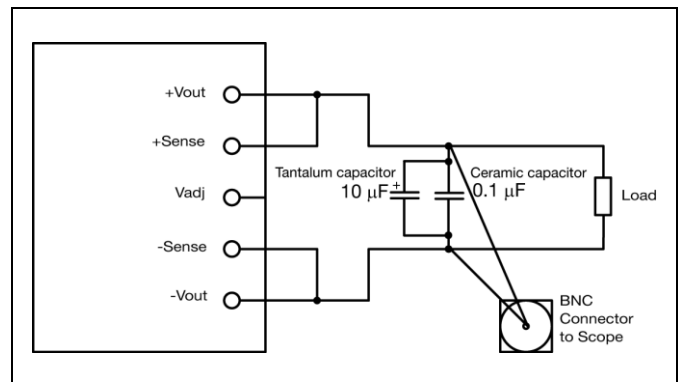 +Vout
+Sense
Vadj
-Sense
-Vout
Tantalum capacitor
10 µF
+
Ceramic capacitor
0.1 µF
Load
BNC
Connector
to Scope